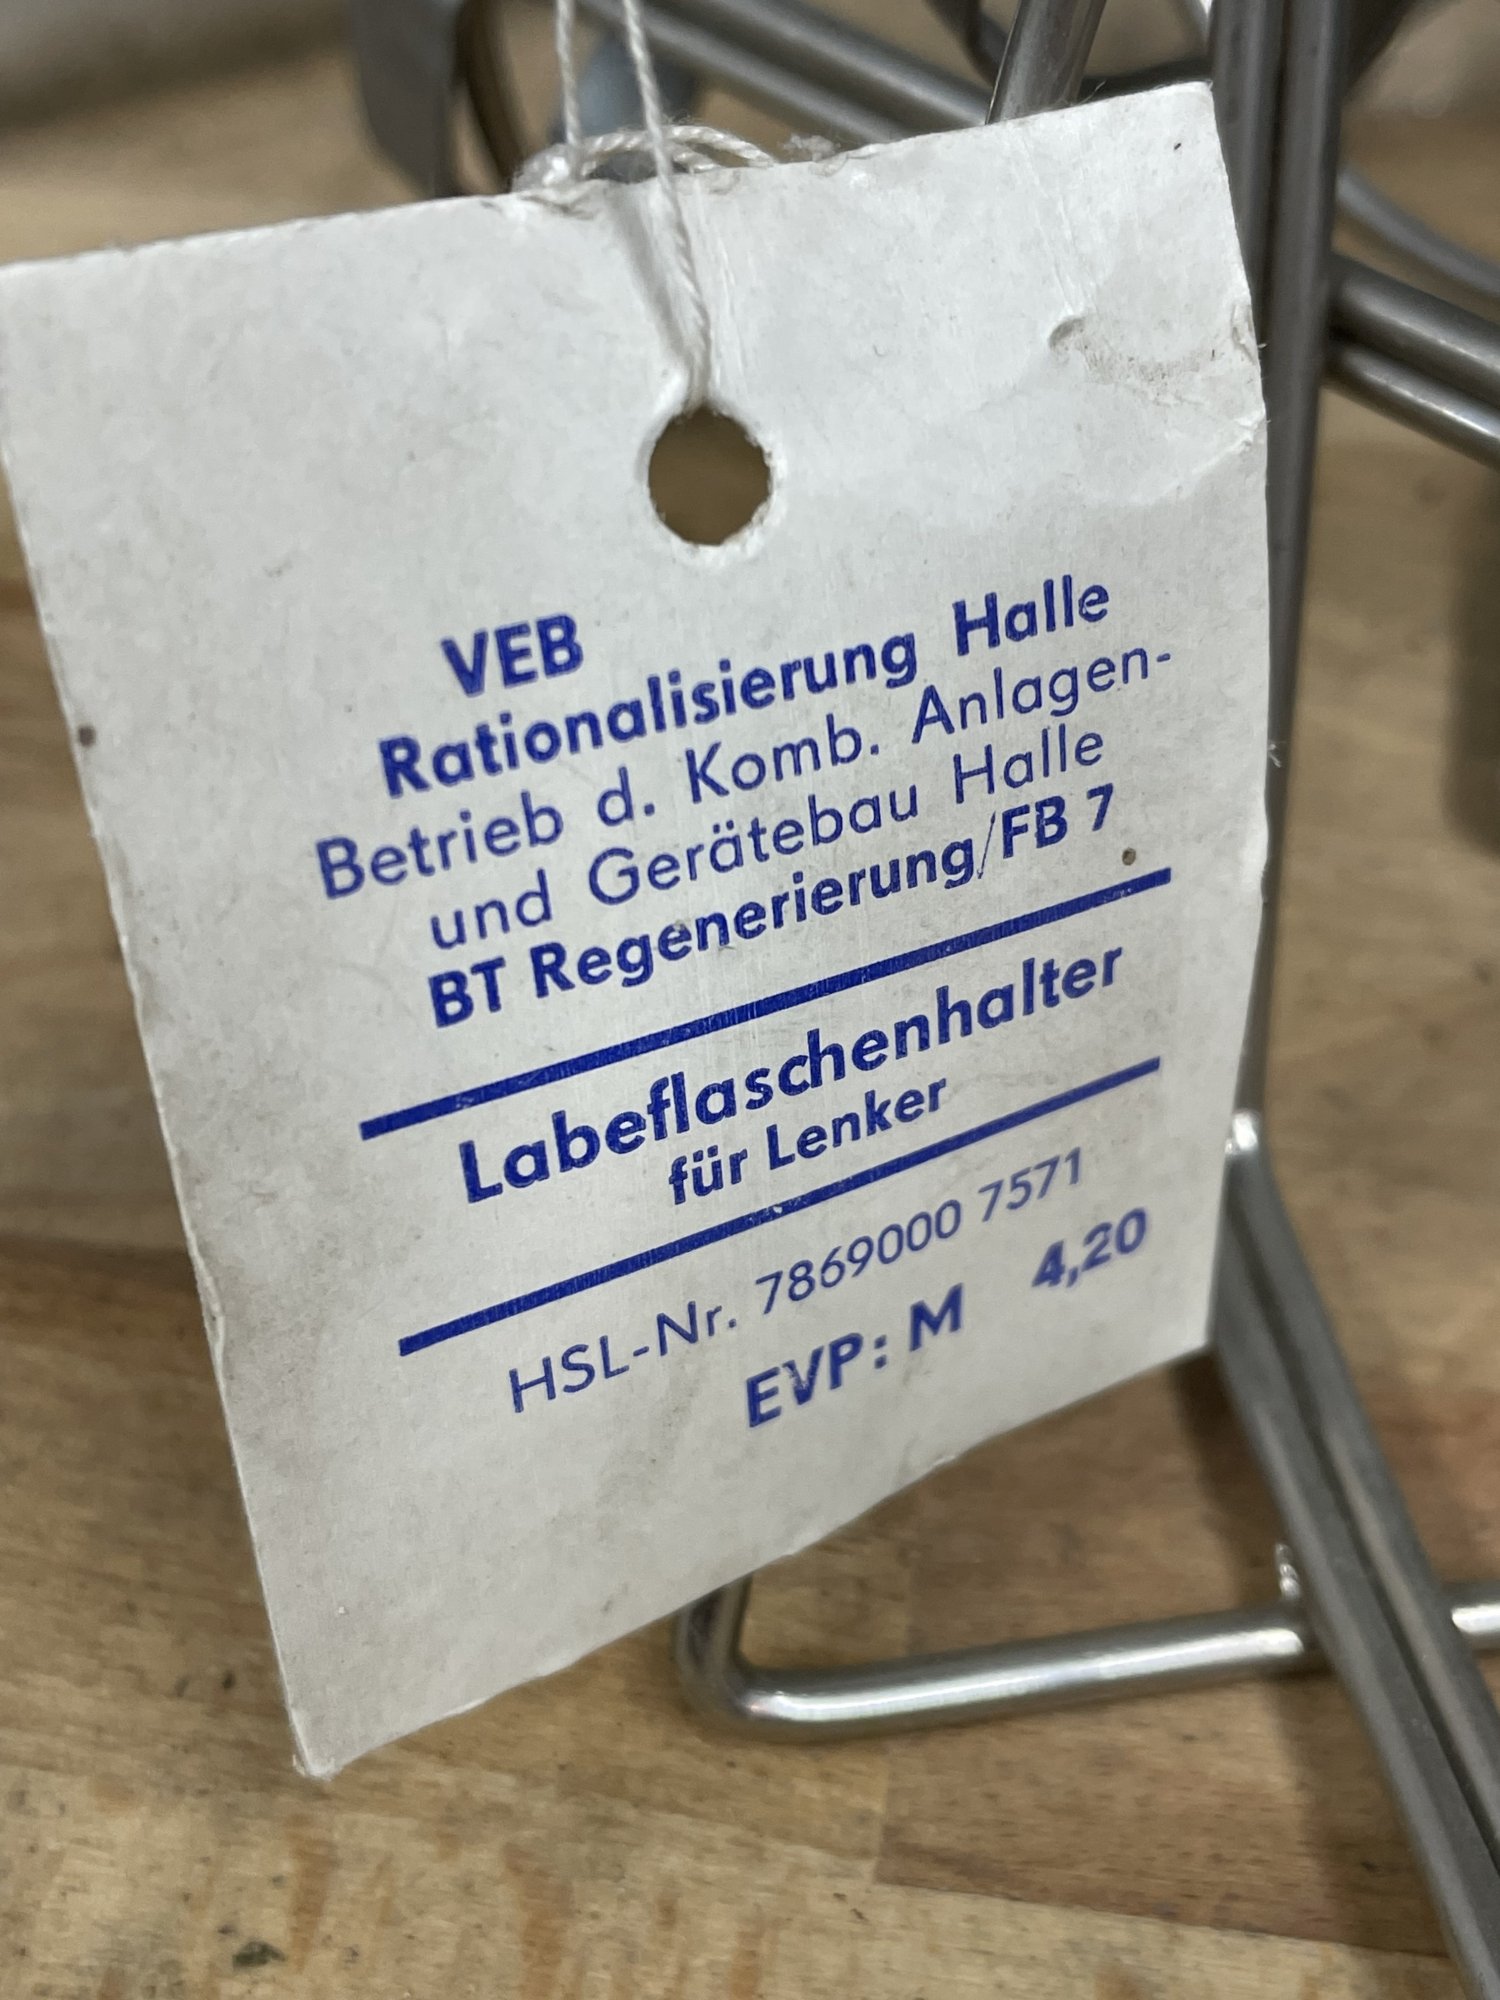 VEB
Rationalisierung Halle
Betrieb d. Komb. Anlagen-
und Gerätebau Halle
BT Regenerierung/FB 7
Labeflaschenhalter
für Lenker
HSL-Nr. 7869000 7571
EVP: M 4,20